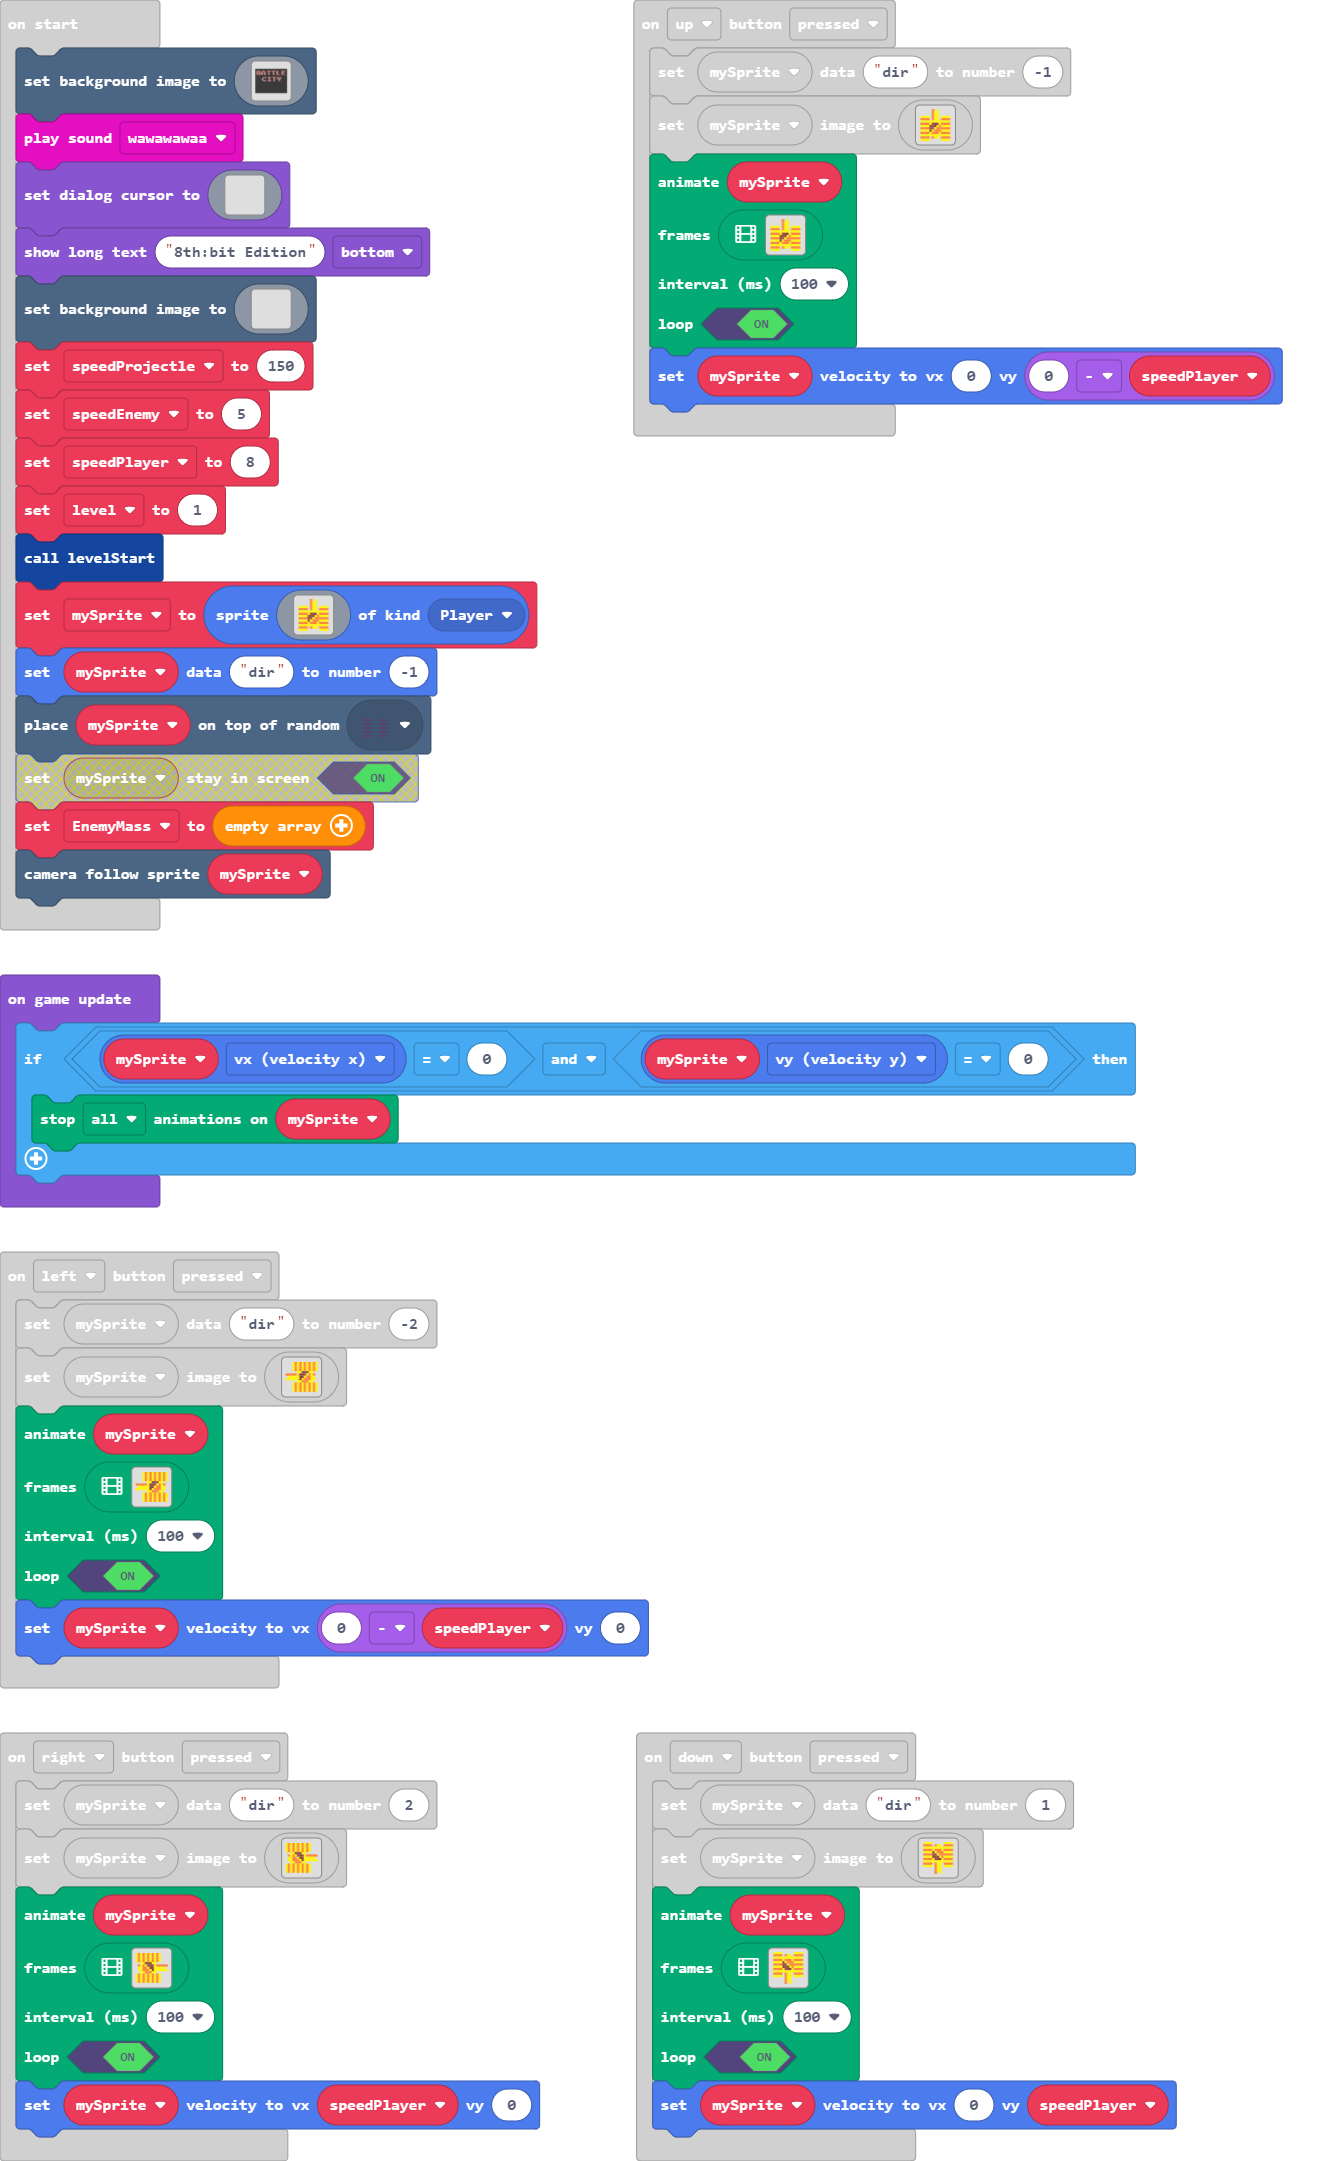 on start
set background image to BATTLE CITY
play sound wawawawaa
set dialog cursor to
show long text "8th:bit Edition" bottom
set background image to
set speedProjectle to 150
set speedEnemy to 5
set speedPlayer to 8
set level to 1
call levelStart
set mySprite to sprite of kind Player
set mySprite data "dir" to number -1
place mySprite on top of random
set mySprite stay in screen ON
set EnemyMass to empty array
camera follow sprite mySprite
on up button pressed
set mySprite data "dir" to number -1
set mySprite image to
animate mySprite
frames
interval (ms) 100
loop ON
set mySprite velocity to vx 0 vy 0 - speedPlayer
on game update
if mySprite vx (velocity x) = 0 and mySprite vy (velocity y) = 0 then
stop all animations on mySprite
on left button pressed
set mySprite data "dir" to number -2
set mySprite image to
animate mySprite
frames
interval (ms) 100
loop ON
set mySprite velocity to vx 0 - speedPlayer vy 0
on right button pressed
set mySprite data "dir" to number 2
set mySprite image to
animate mySprite
frames
interval (ms) 100
loop ON
set mySprite velocity to vx speedPlayer vy 0
on down button pressed
set mySprite data "dir" to number 1
set mySprite image to
animate mySprite
frames
interval (ms) 100
loop ON
set mySprite velocity to vx 0 vy speedPlayer